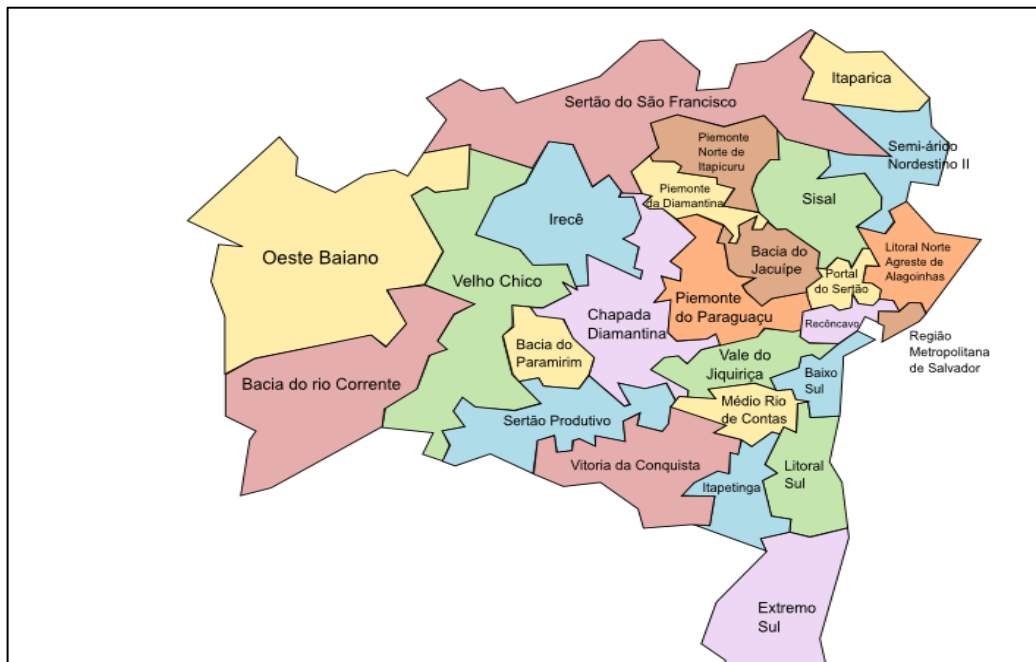 Itaparica
Sertão do São Francisco
Piemonte
Norte de
Itapicuru
Semi-árido
Nordestino II
Piemonte
da Diamantina
Sisal
Irecê
Oeste Baiano
Bacia do
Jacuípe
Litoral Norte
Agreste de
Alagoinhas
Portal
do Sertão
Velho Chico
Chapada
Diamantina
Piemonte
do Paraguaçu
Recôncavo
Região
Metropolitana
de Salvador
Bacia do
Paramirim
Vale do
Jiquiriça
Baixo
Sul
Bacia do rio Corrente
Médio Rio
de Contas
Sertão Produtivo
Vitoria da Conquista
Itapetinga
Litoral
Sul
Extremo
Sul